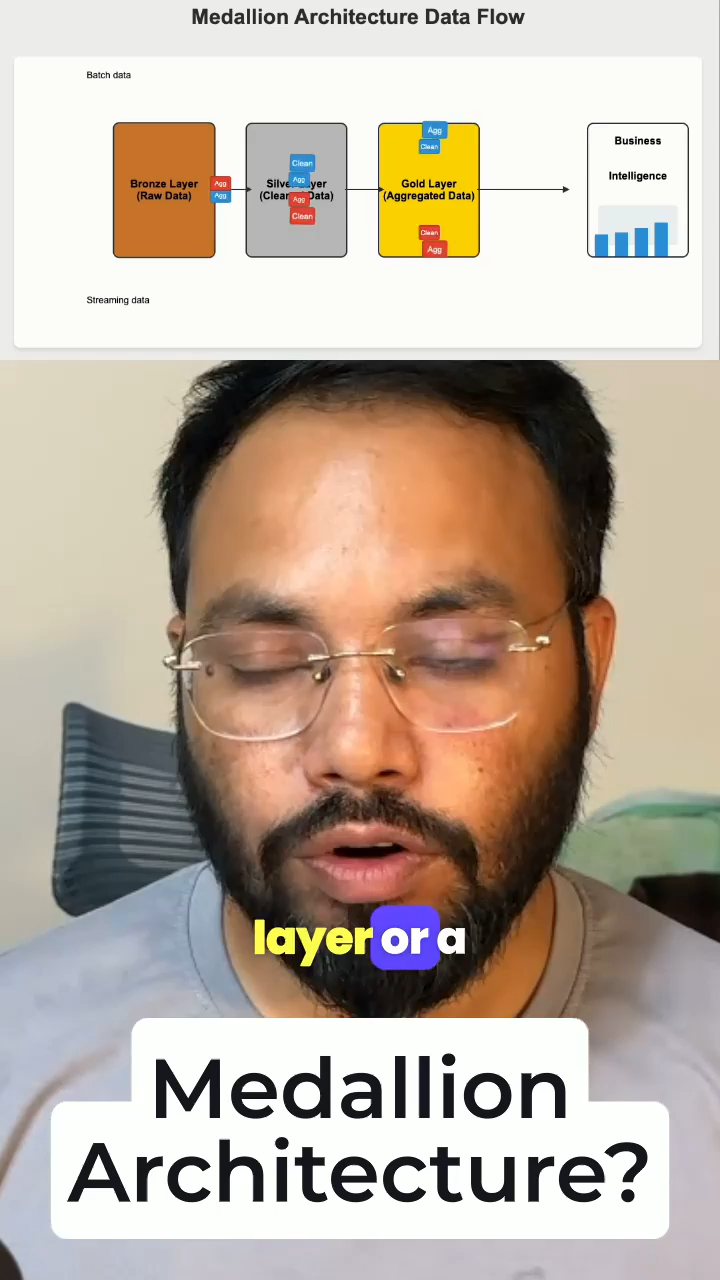 Medallion Architecture Data Flow
Batch data
Bronze Layer
(Raw Data)
Agg
Agg
Clean
Agg
Agg
Clean
Agg
Clean
Gold Layer
(Aggregated Data)
Clean
Agg
Business
Intelligence
Streaming data
layer or a
Medallion
Architecture?